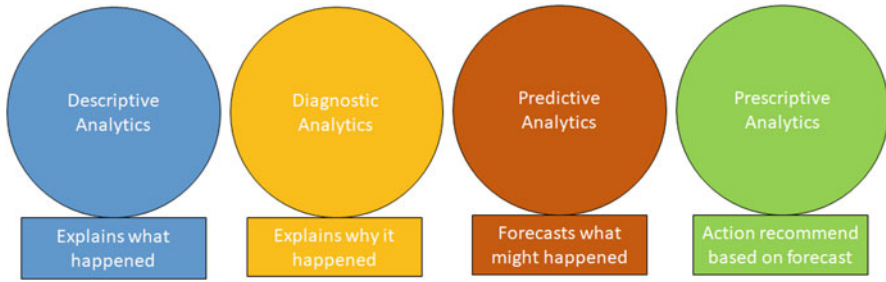 Descriptive
Analytics
Diagnostic
Analytics
Predictive
Analytics
Prescriptive
Analytics
Explains what
happened
Explains why it
happened
Forecasts what
might happened
Action recommend
based on forecast